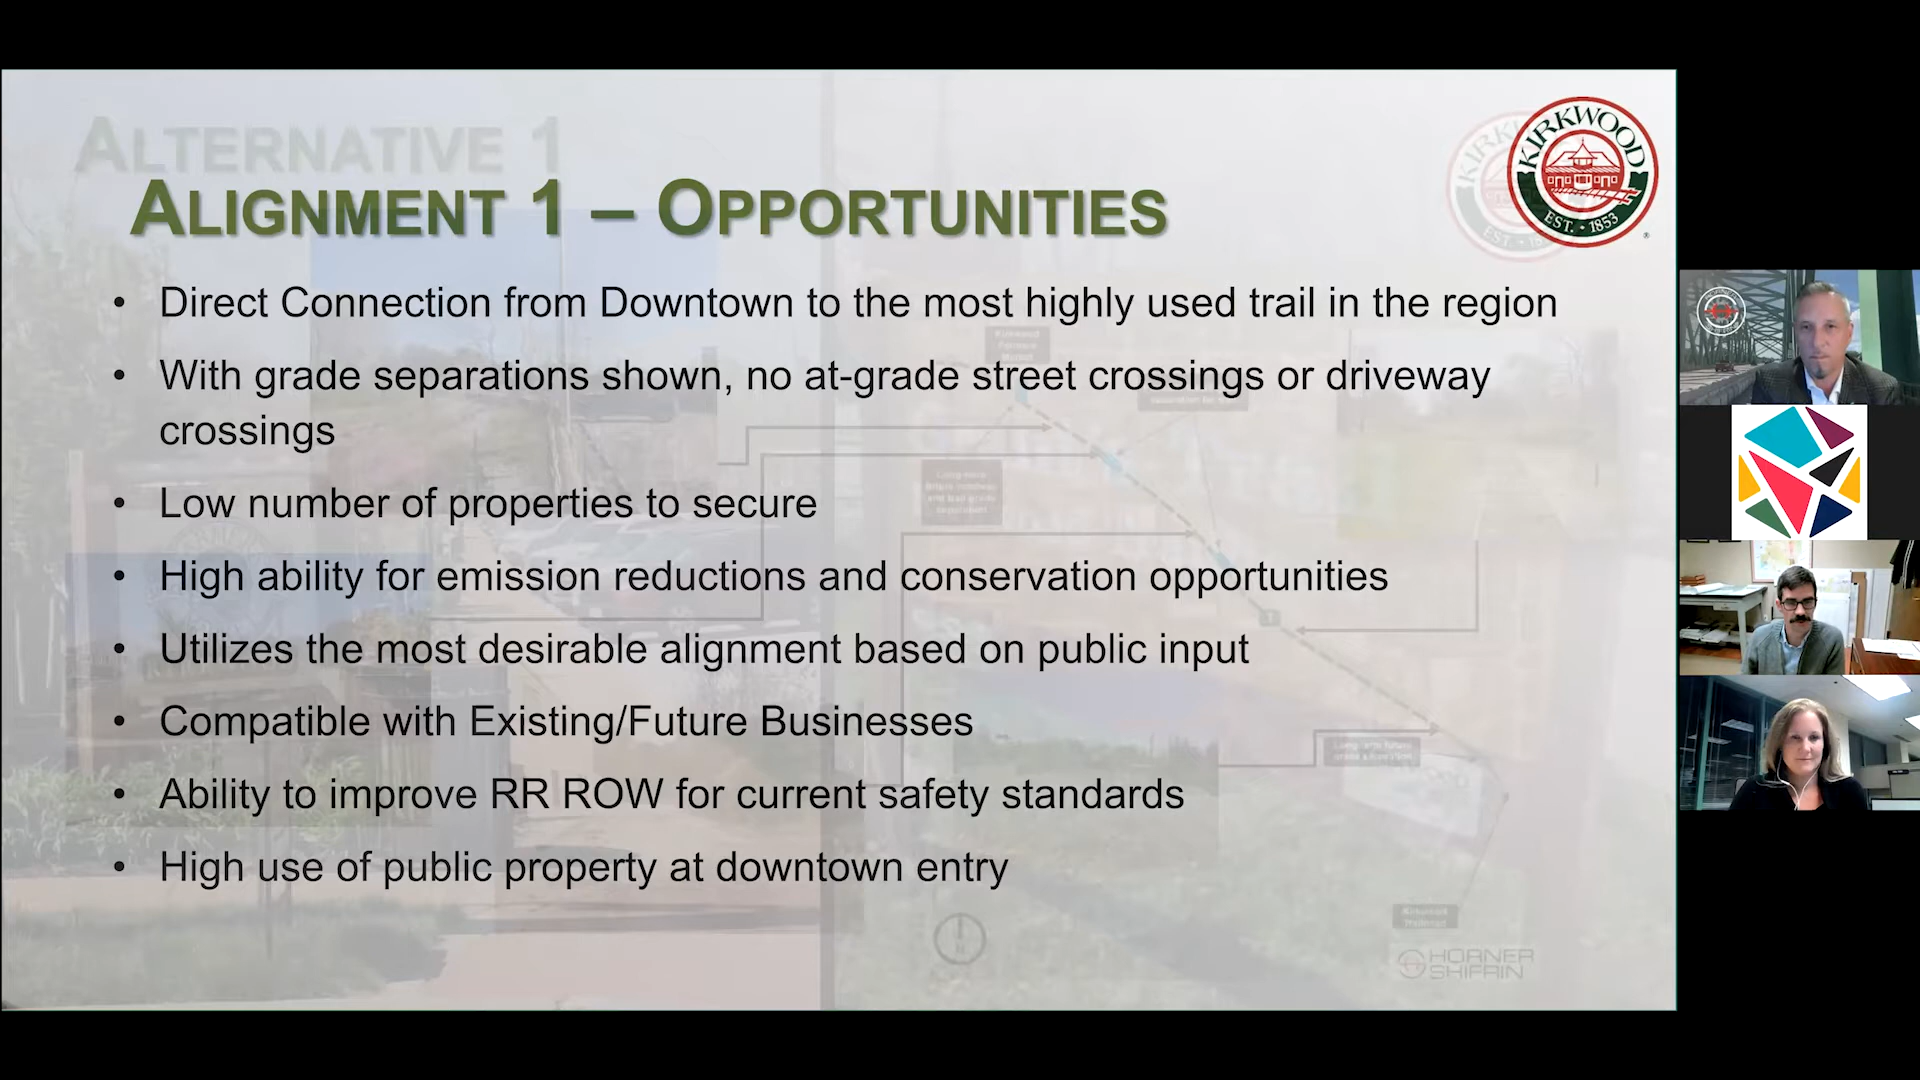 ALTERNATIVE 1
ALIGNMENT 1 – OPPORTUNITIES
KIRKWOOD
EST. • 1853
®
• Direct Connection from Downtown to the most highly used trail in the region
• With grade separations shown, no at-grade street crossings or driveway
crossings
• Low number of properties to secure
• High ability for emission reductions and conservation opportunities
• Utilizes the most desirable alignment based on public input
• Compatible with Existing/Future Businesses
• Ability to improve RR ROW for current safety standards
• High use of public property at downtown entry
HORNER
SHIFRIN